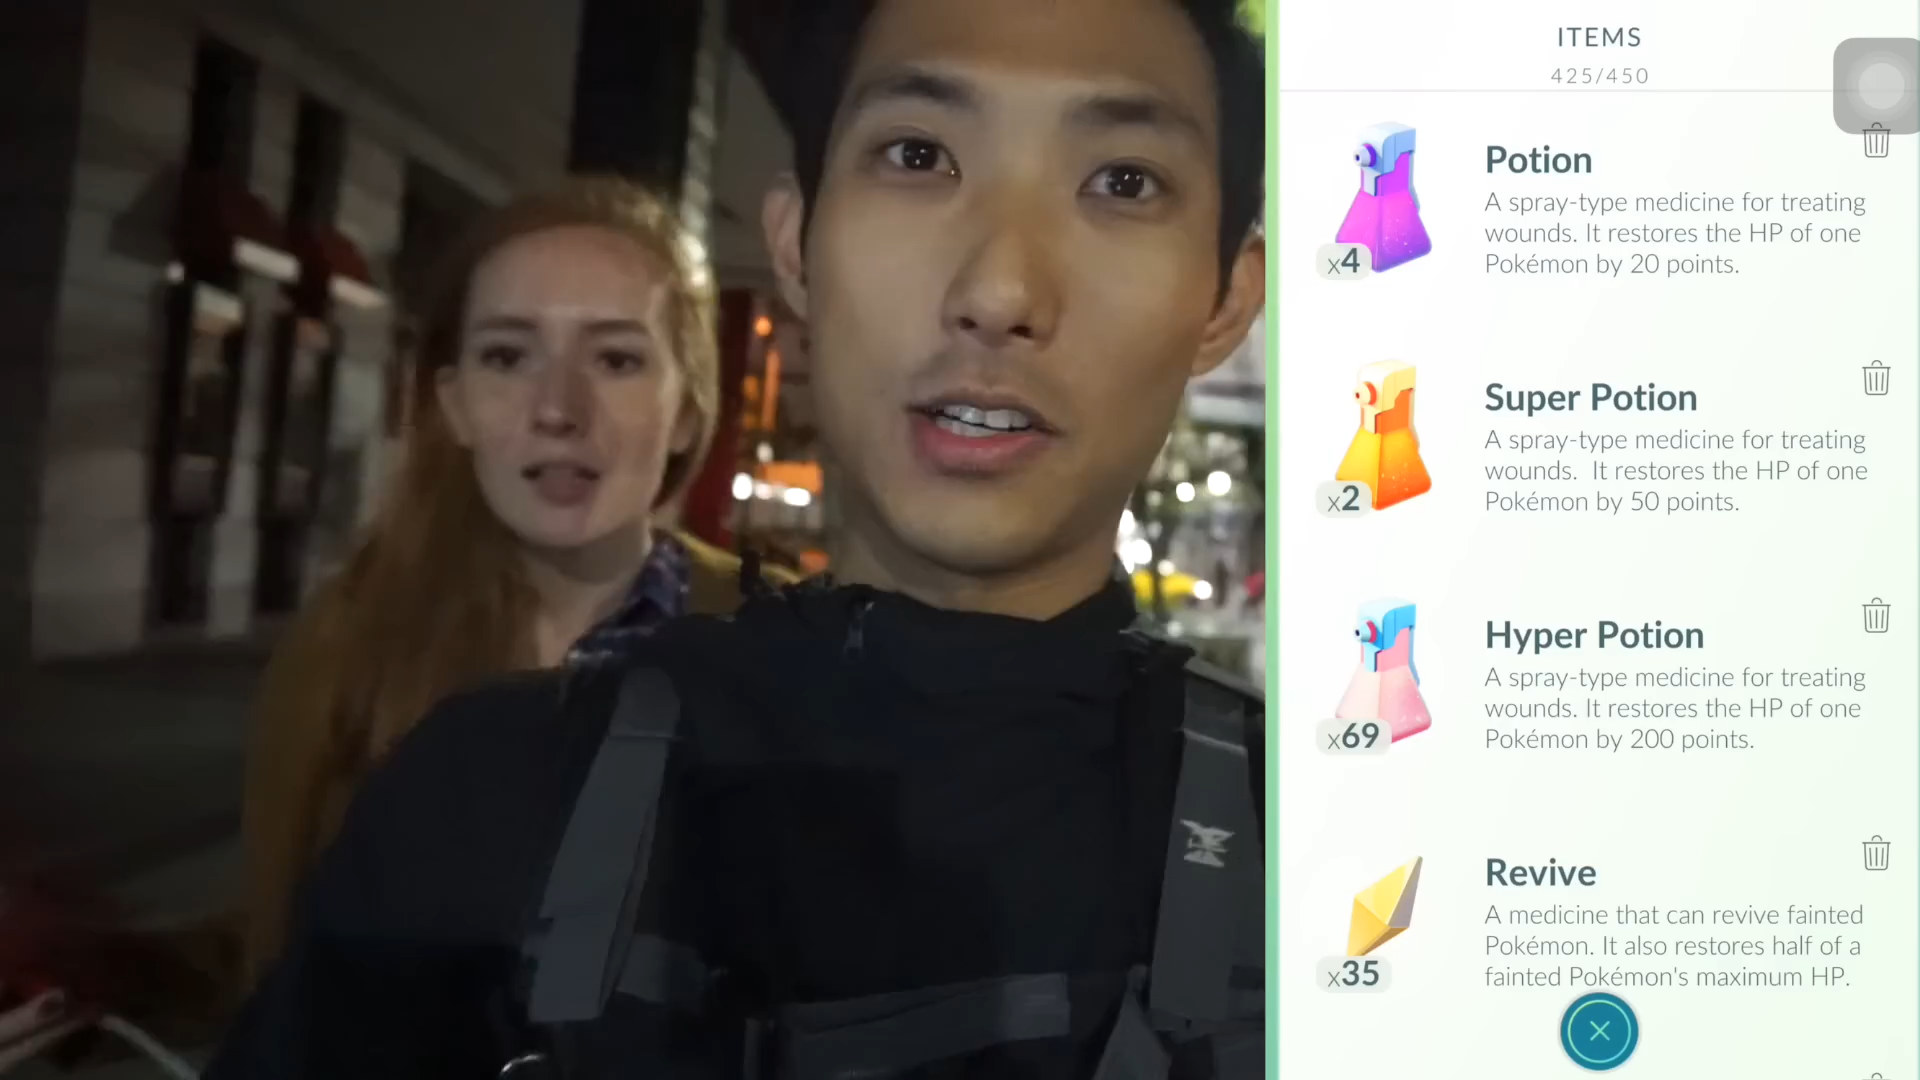 ITEMS
425/450
Potion
A spray-type medicine for treating
wounds. It restores the HP of one
Pokémon by 20 points.
x4
Super Potion
A spray-type medicine for treating
wounds.  It restores the HP of one
Pokémon by 50 points.
x2
Hyper Potion
A spray-type medicine for treating
wounds. It restores the HP of one
Pokémon by 200 points.
x69
Revive
A medicine that can revive fainted
Pokémon. It also restores half of a
fainted Pokémon's maximum HP.
x35